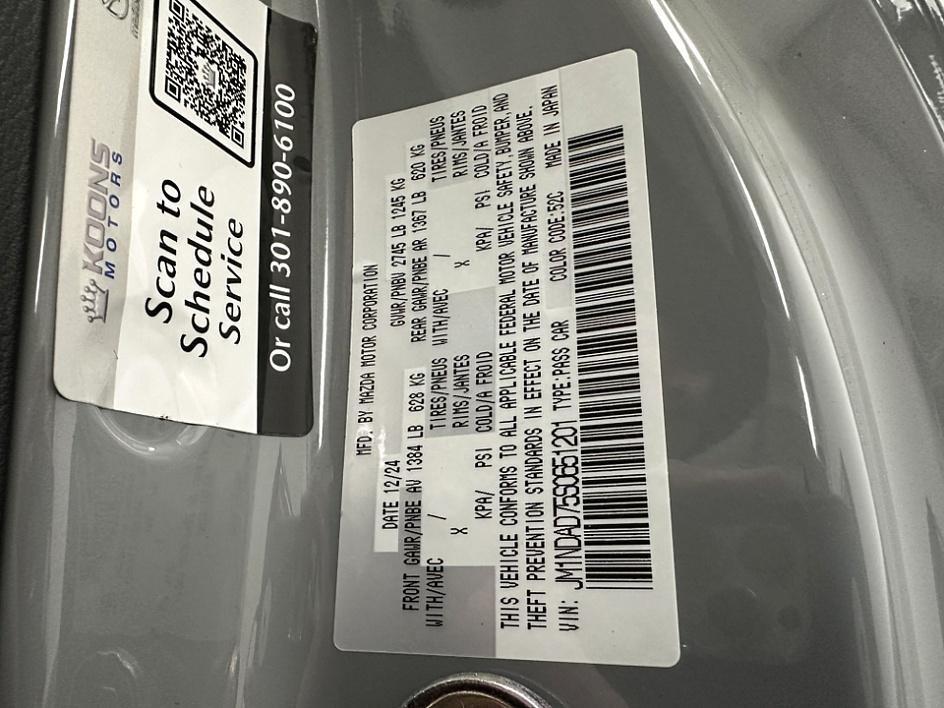 KOONS
MOTORS
Scan to
Schedule
Service
Or call 301-890-6100
MFD. BY MAZDA MOTOR CORPORATION
DATE 12/24 GVWR/PNBV 2745 LB 1245 KG
FRONT GAWR/PNBE AV 1384 LB 628 KG REAR GAWR/PNBE AR 1367 LB 620 KG
WITH/AVEC / TIRES/PNEUS WITH/AVEC / TIRES/PNEUS
X RIMS/JANTES X RIMS/JANTES
KPA/ PSI COLD/A FROID KPA/ PSI COLD/A FROID
THIS VEHICLE CONFORMS TO ALL APPLICABLE FEDERAL MOTOR VEHICLE SAFETY,BUMPER,AND
THEFT PREVENTION STANDARDS IN EFFECT ON THE DATE OF MANUFACTURE SHOWN ABOVE.
VIN: JM1NDAD75S0651201 TYPE:PASS CAR COLOR CODE:52C MADE IN JAPAN